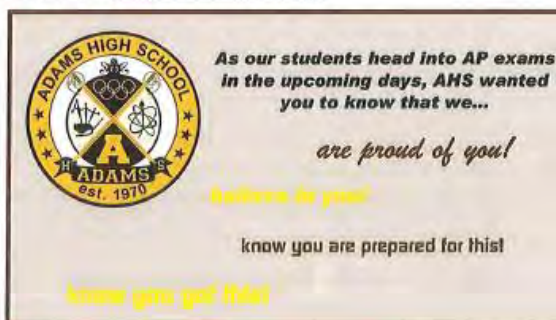 ADAMS HIGH SCHOOL
A
H S
ADAMS
est. 1970
As our students head into AP exams
in the upcoming days, AHS wanted
you to know that we...
are proud of you!
believe in you!
know you are prepared for this!
know you got this!